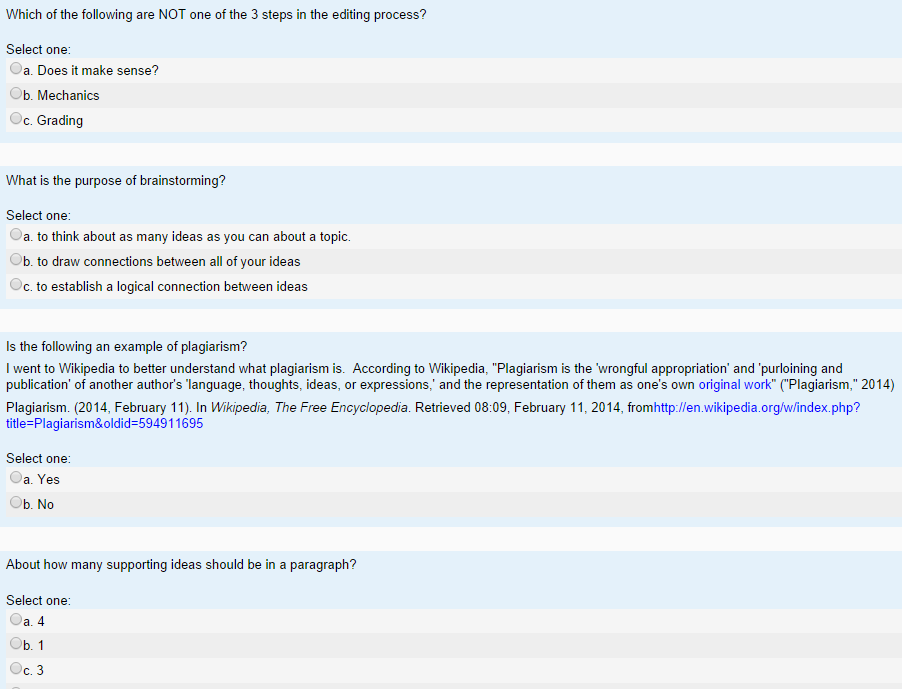 Which of the following are NOT one of the 3 steps in the editing process?
Select one:
a. Does it make sense?
b. Mechanics
c. Grading
What is the purpose of brainstorming?
Select one:
a. to think about as many ideas as you can about a topic.
b. to draw connections between all of your ideas
c. to establish a logical connection between ideas
Is the following an example of plagiarism?
I went to Wikipedia to better understand what plagiarism is.  According to Wikipedia, "Plagiarism is the 'wrongful appropriation' and 'purloining and
publication' of another author's 'language, thoughts, ideas, or expressions,' and the representation of them as one's own original work" ("Plagiarism," 2014)
Plagiarism. (2014, February 11). In Wikipedia, The Free Encyclopedia. Retrieved 08:09, February 11, 2014, fromhttp://en.wikipedia.org/w/index.php?
title=Plagiarism&oldid=594911695
Select one:
a. Yes
b. No
About how many supporting ideas should be in a paragraph?
Select one:
a. 4
b. 1
c. 3